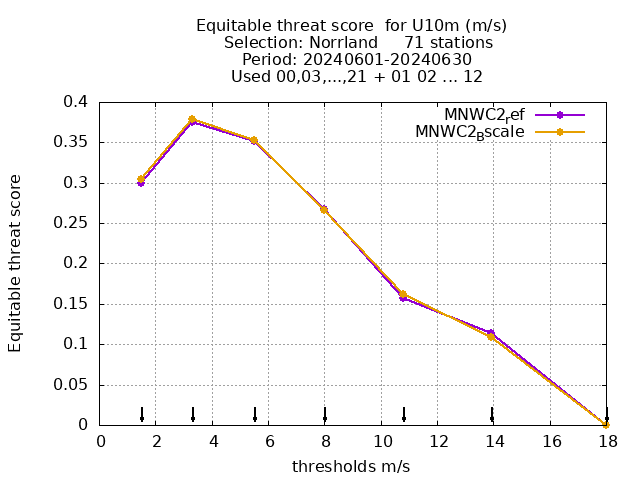 Equitable threat score  for U10m (m/s)
Selection: Norrland     71 stations
Period: 20240601-20240630
Used 00,03,...,21 + 01 02 ... 12
MNWC2ref
MNWC2Bscale
Equitable threat score
0.4
0.35
0.3
0.25
0.2
0.15
0.1
0.05
0
0 2 4 6 8 10 12 14 16 18
thresholds m/s